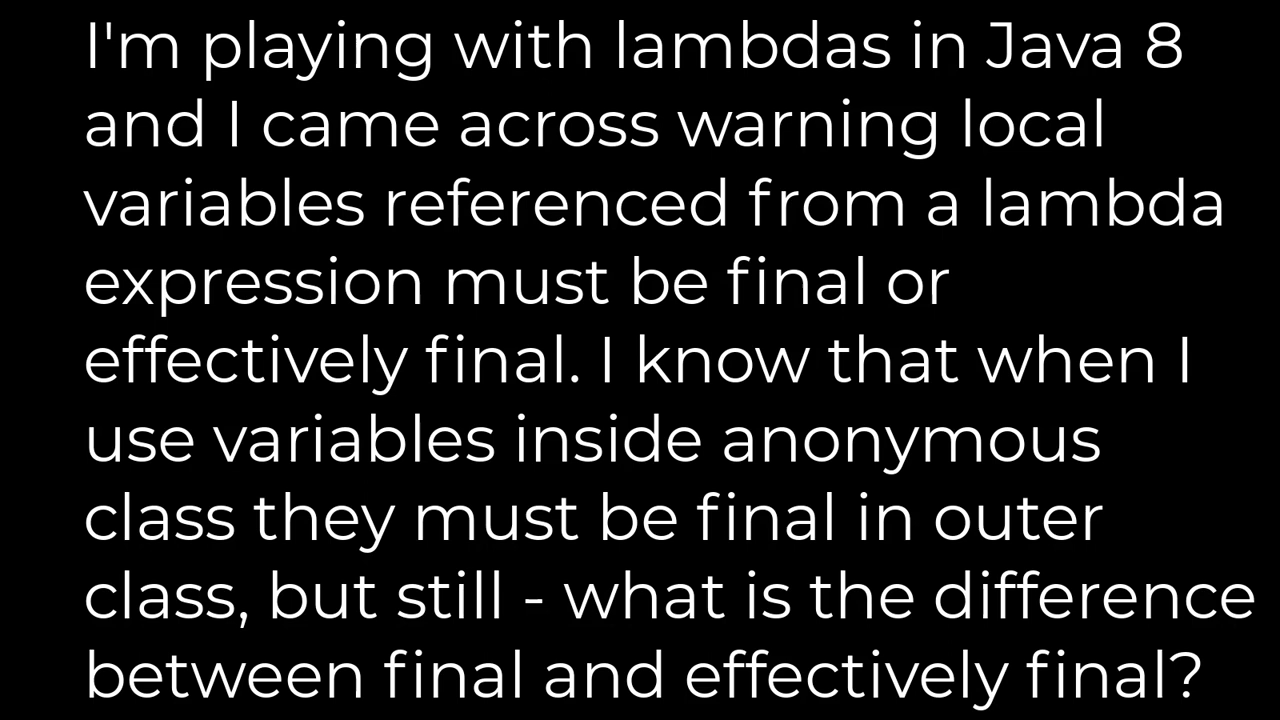 I'm playing with lambdas in Java 8
and I came across warning local
variables referenced from a lambda
expression must be final or
effectively final. I know that when I
use variables inside anonymous
class they must be final in outer
class, but still - what is the difference
between final and effectively final?